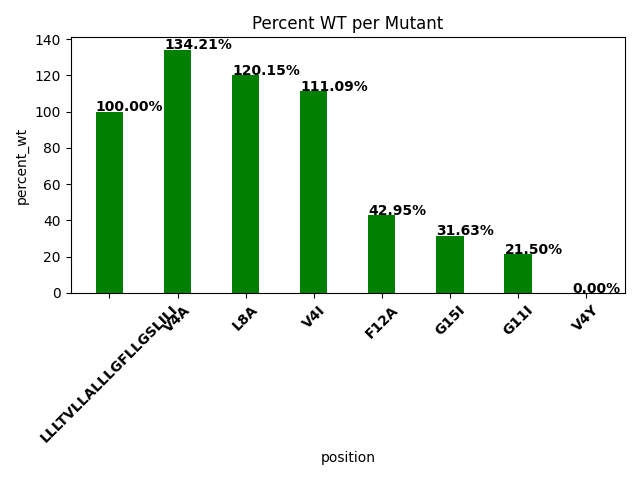 Percent WT per Mutant
percent_wt
140
120
100
80
60
40
20
0
100.00%
134.21%
120.15%
111.09%
42.95%
31.63%
21.50%
0.00%
LLLTVLLALLLGFLLGSLILI
V4A
L8A
V4I
F12A
G15I
G11I
V4Y
position